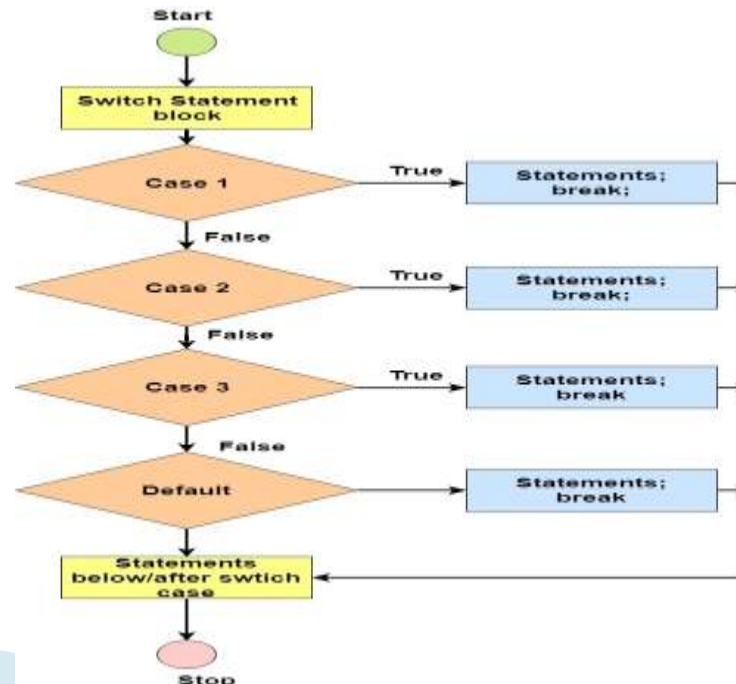 Start
Switch Statement
block
Case 1
True
Statements;
break;
False
Case 2
True
Statements;
break;
False
Case 3
True
Statements;
break
False
Default
Statements;
break
Statements
below/after swtich
case
Stop